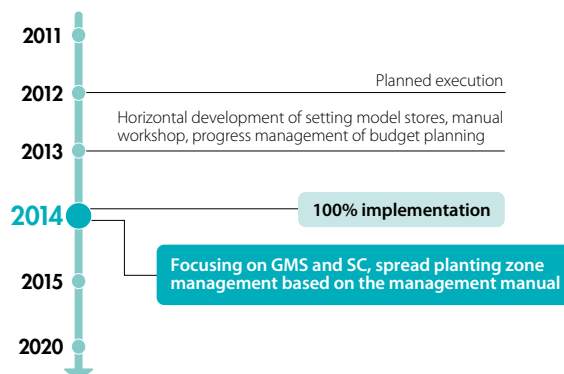 2011
Planned execution
2012
Horizontal development of setting model stores, manual
workshop, progress management of budget planning
2013
2014
100% implementation
Focusing on GMS and SC, spread planting zone
management based on the management manual
2015
2020